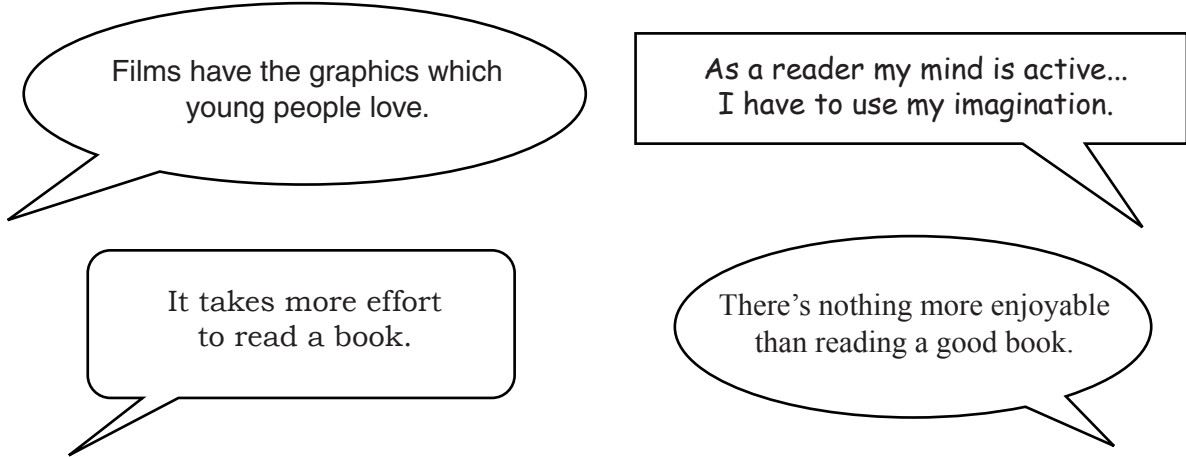 Films have the graphics which
young people love.
As a reader my mind is active...
I have to use my imagination.
It takes more effort
to read a book.
There’s nothing more enjoyable
than reading a good book.